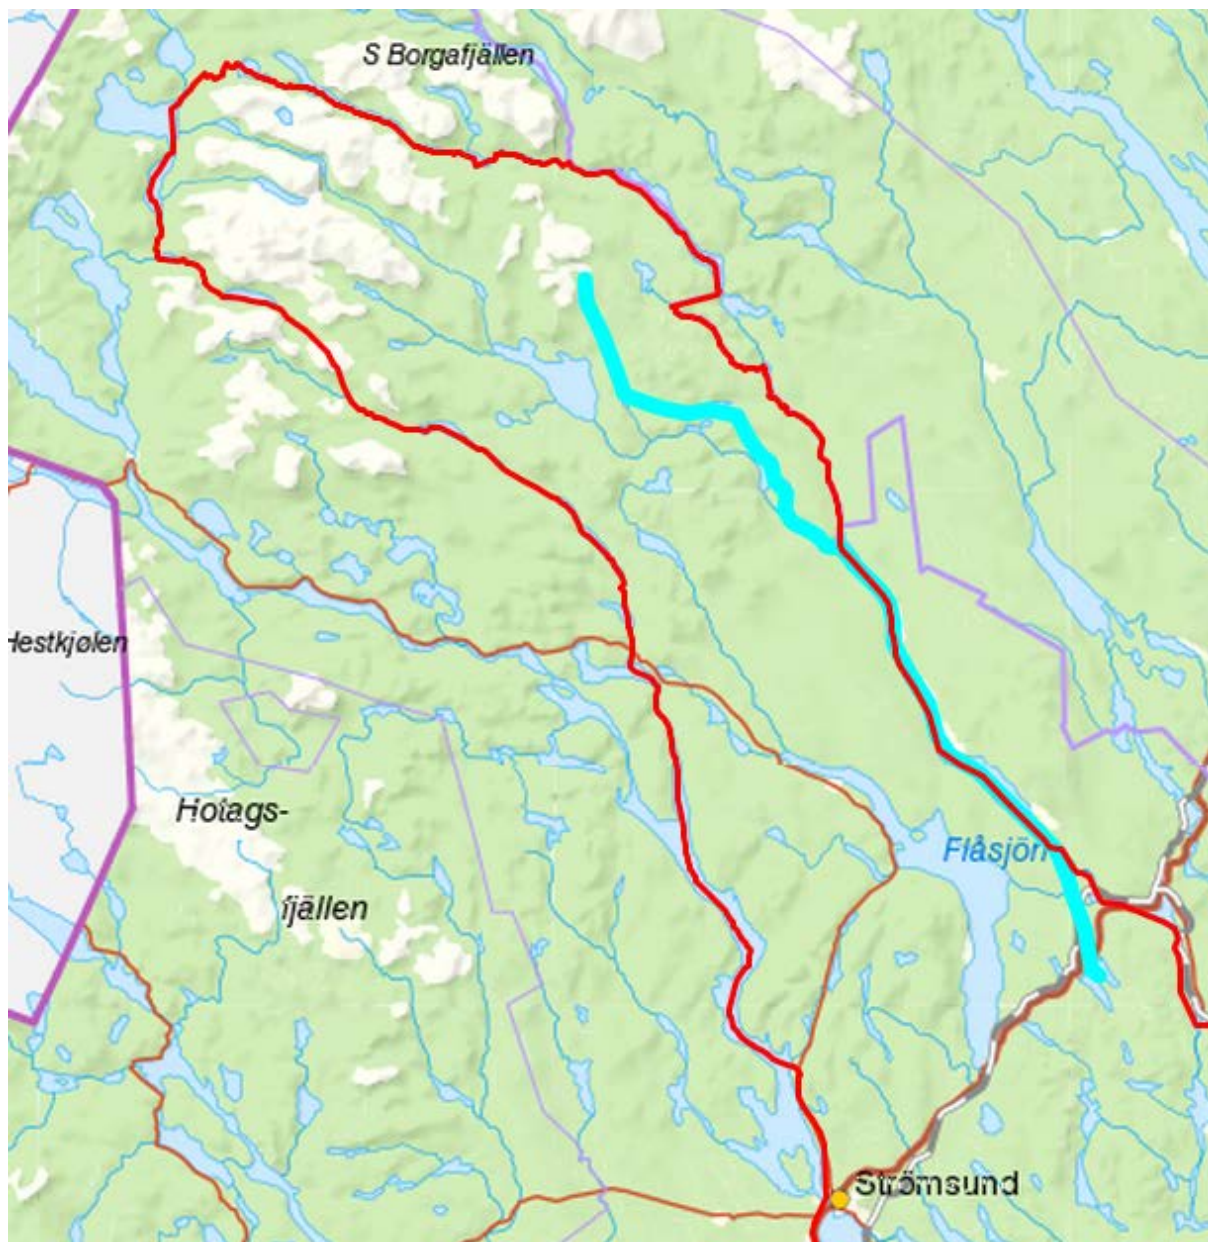 S Borgafjällen
Hestkjølen
Hotags-
fjällen
Flåsjön
Strömsund